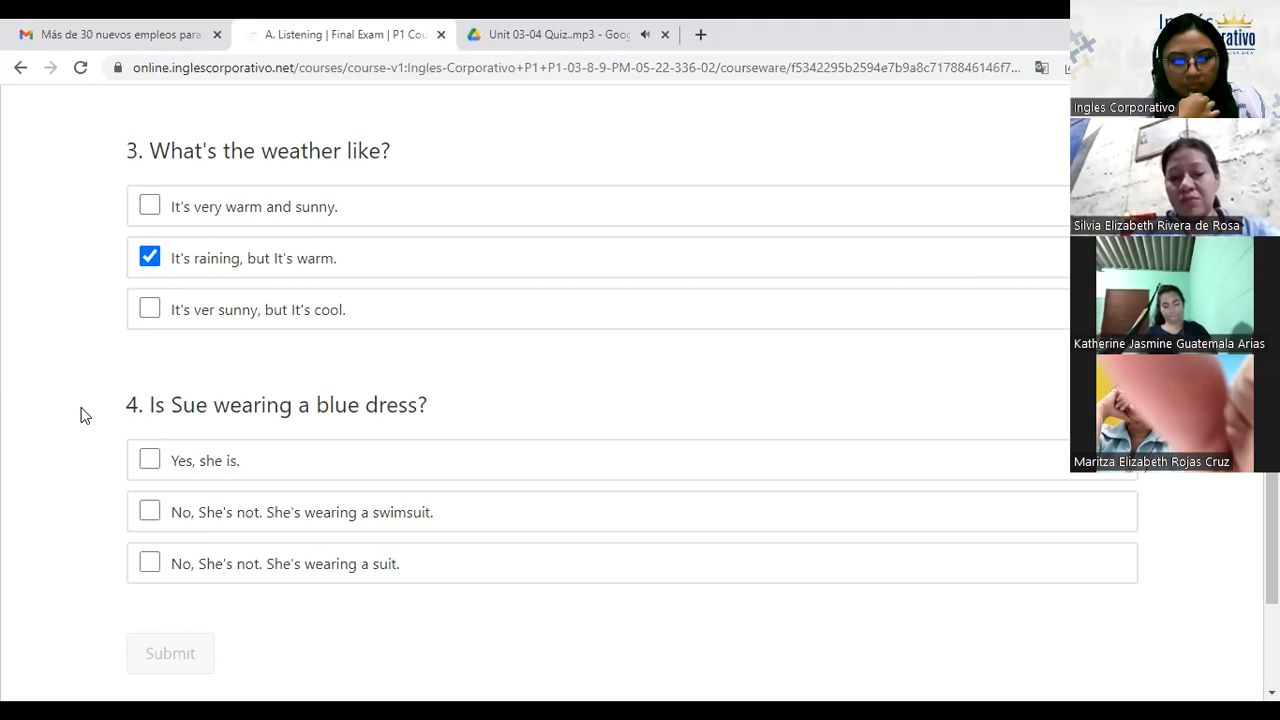 Más de 30 nuevos empleos para
A. Listening | Final Exam | P1 Cou
Unit 05-04 Quiz..mp3 - Goog
online.inglescorporativo.net/courses/course-v1:Ingles-Corporativo+P1+P1-03-8-9-PM-05-22-336-02/courseware/f5342295b2594e7b9a8c7178846146f7...
Ingles Corporativo
Silvia Elizabeth Rivera de Rosa
Katherine Jasmine Guatemala Arias
Maritza Elizabeth Rojas Cruz
3. What's the weather like?
It's very warm and sunny.
It's raining, but It's warm.
It's ver sunny, but It's cool.
4. Is Sue wearing a blue dress?
Yes, she is.
No, She's not. She's wearing a swimsuit.
No, She's not. She's wearing a suit.
Submit